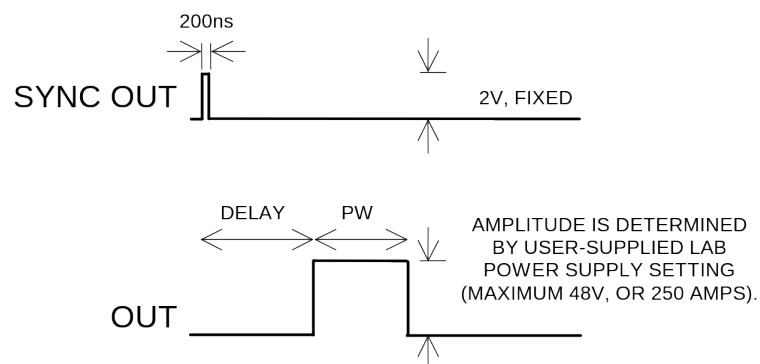 200ns
SYNC OUT
2V, FIXED
DELAY
PW
AMPLITUDE IS DETERMINED
BY USER-SUPPLIED LAB
POWER SUPPLY SETTING
(MAXIMUM 48V, OR 250 AMPS).
OUT